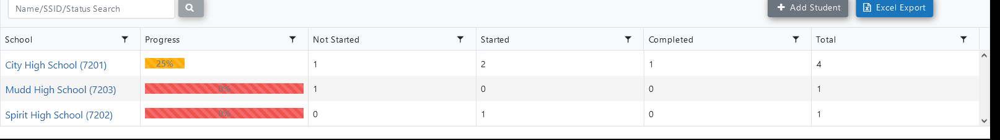 Name/SSID/Status Search
Add Student Excel Export
School Progress Not Started Started Completed Total
City High School (7201) 25% 1 2 1 4
Mudd High School (7203) 0% 1 0 0 1
Spirit High School (7202) 0% 0 1 0 1